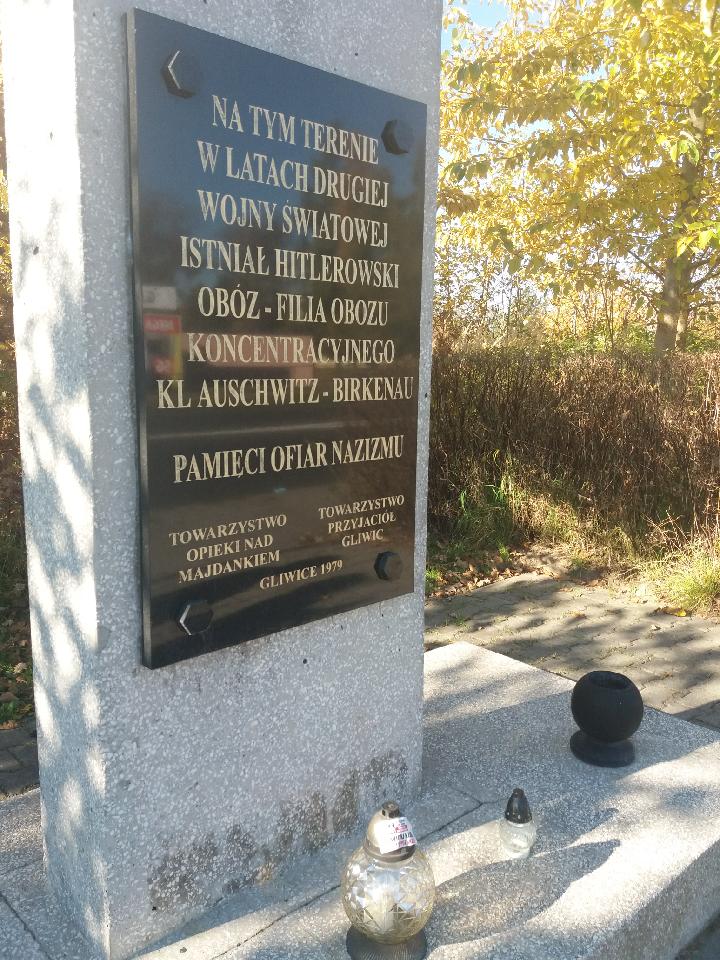 NA TYM TERENIE
W LATACH DRUGIEJ
WOJNY ŚWIATOWEJ
ISTNIAŁ HITLEROWSKI
OBÓZ - FILIA OBOZU
KONCENTRACYJNEGO
KL AUSCHWITZ - BIRKENAU
PAMIĘCI OFIAR NAZIZMU
TOWARZYSTWO
OPIEKI NAD
MAJDANKIEM
TOWARZYSTWO
PRZYJACIÓŁ
GLIWIC
GLIWICE 1979